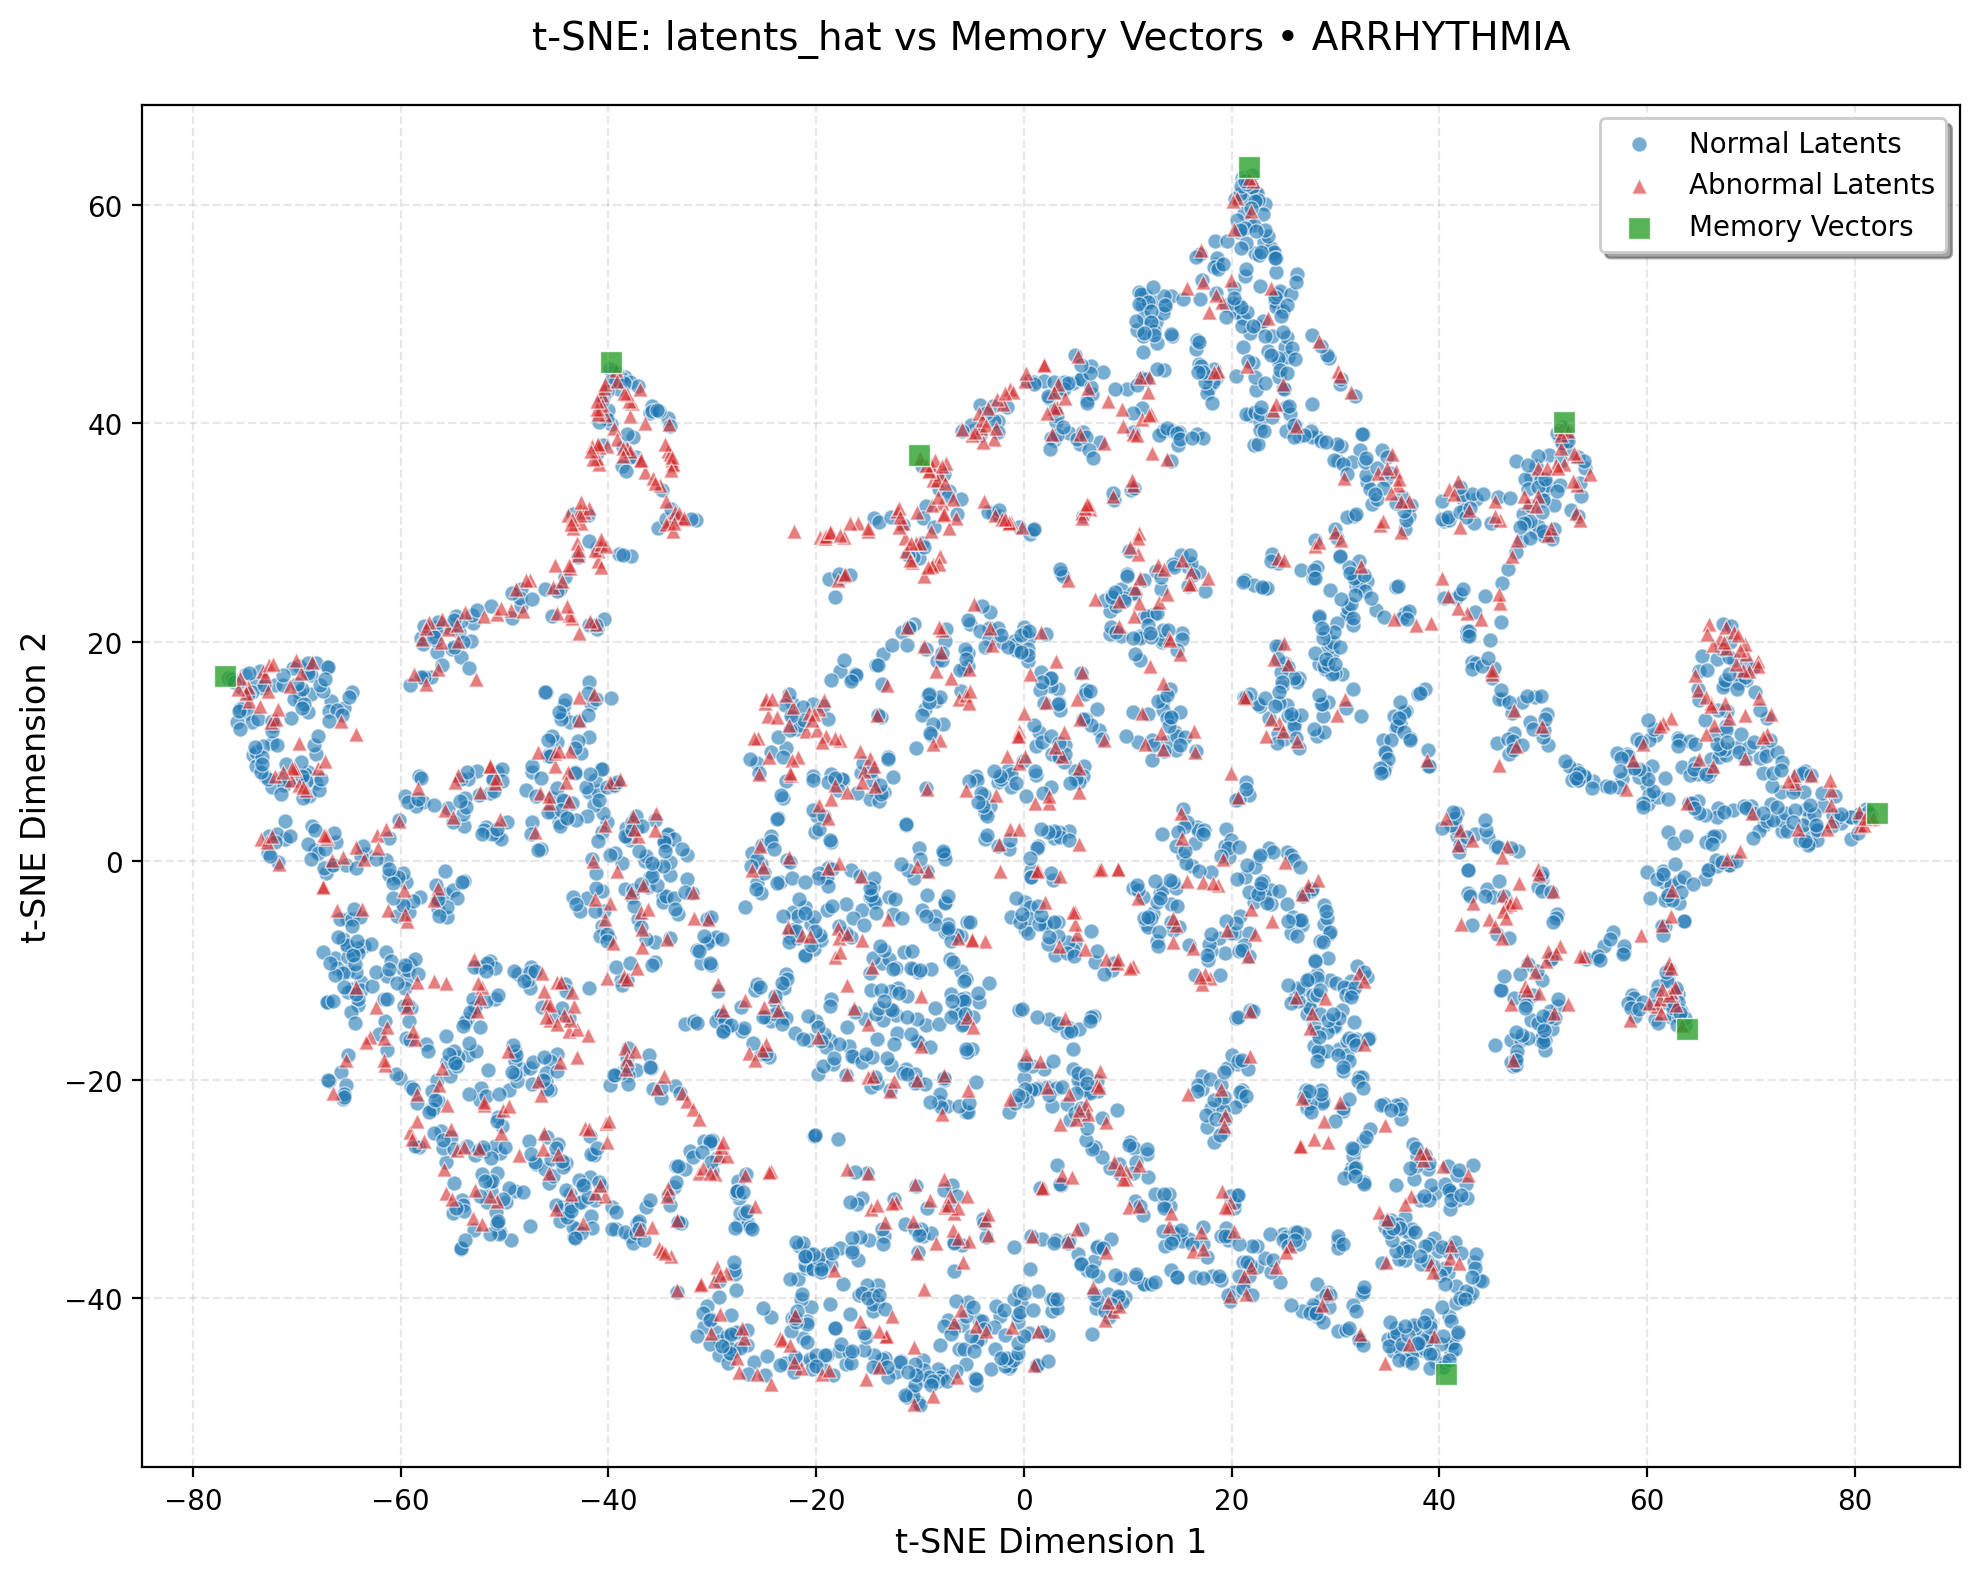 t-SNE: latents_hat vs Memory Vectors • ARRHYTHMIA
Normal Latents
Abnormal Latents
Memory Vectors
t-SNE Dimension 2
60
40
20
0
−20
−40
−80
−60
−40
−20
0
20
40
60
80
t-SNE Dimension 1